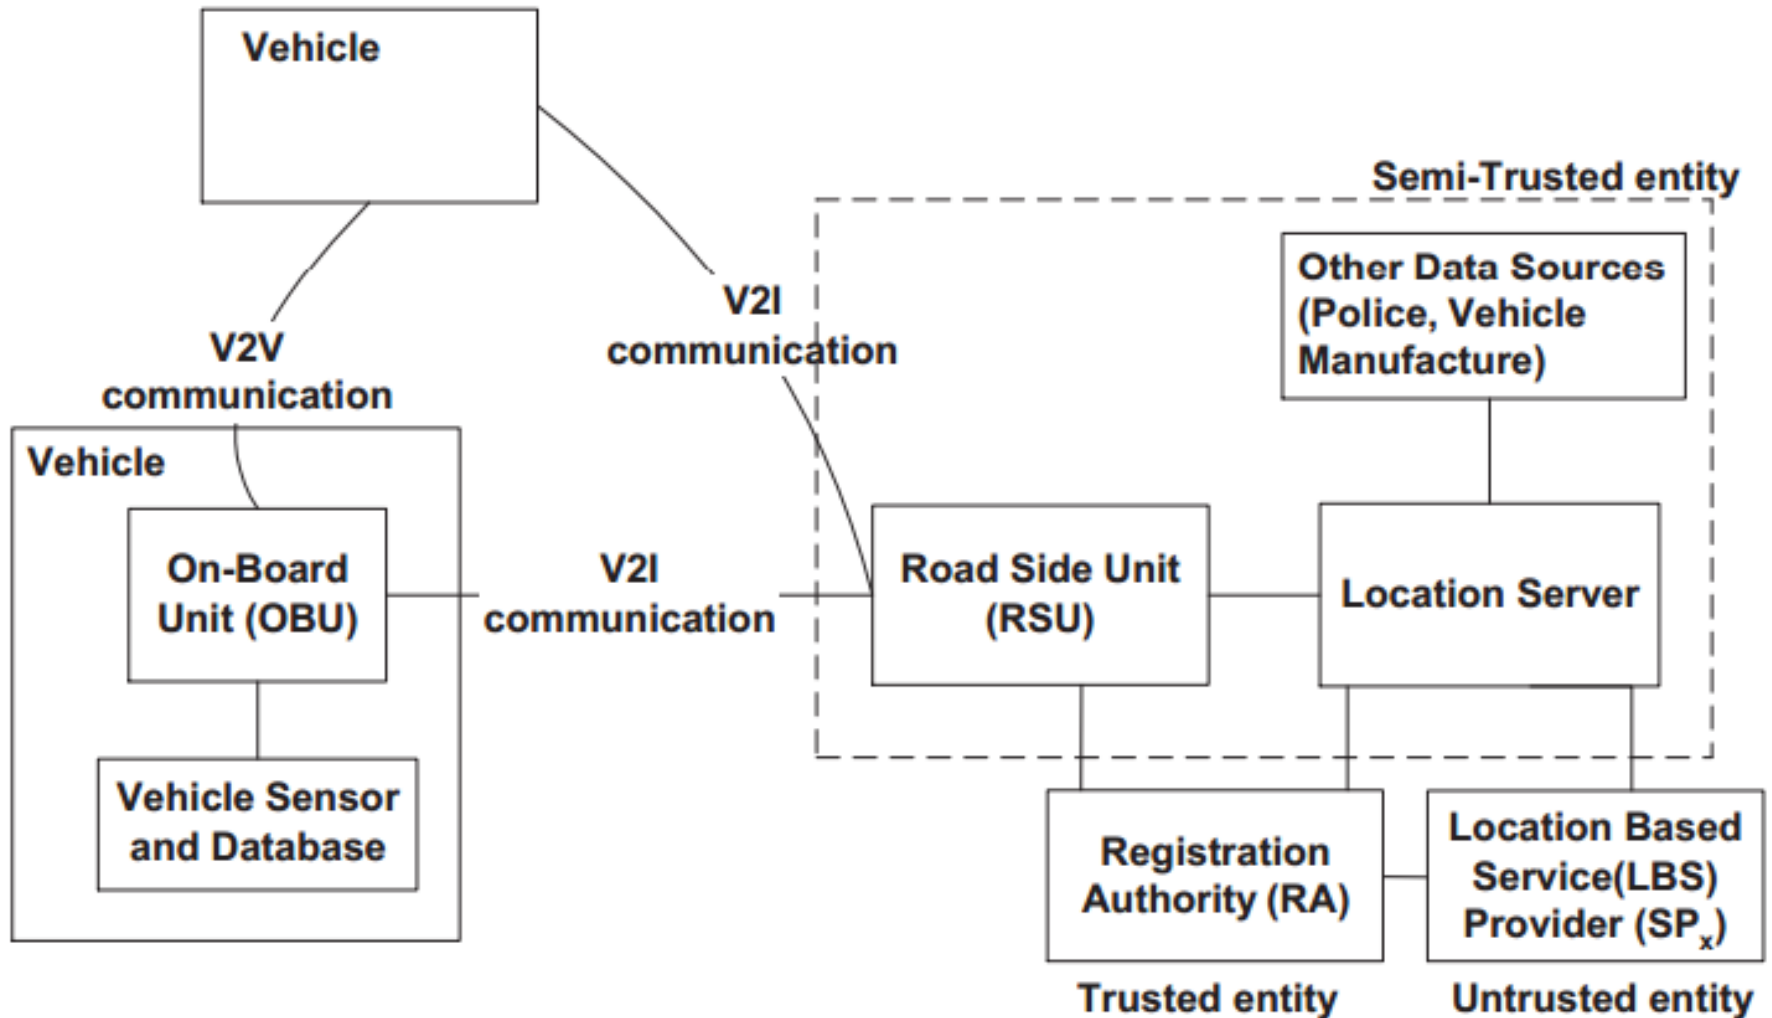 Vehicle
Semi-Trusted entity
Other Data Sources
(Police, Vehicle
Manufacture)
V2I
communication
V2V
communication
Vehicle
On-Board
Unit (OBU)
V2I
communication
Road Side Unit
(RSU)
Location Server
Vehicle Sensor
and Database
Registration
Authority (RA)
Location Based
Service(LBS)
Provider (SPx)
Trusted entity
Untrusted entity